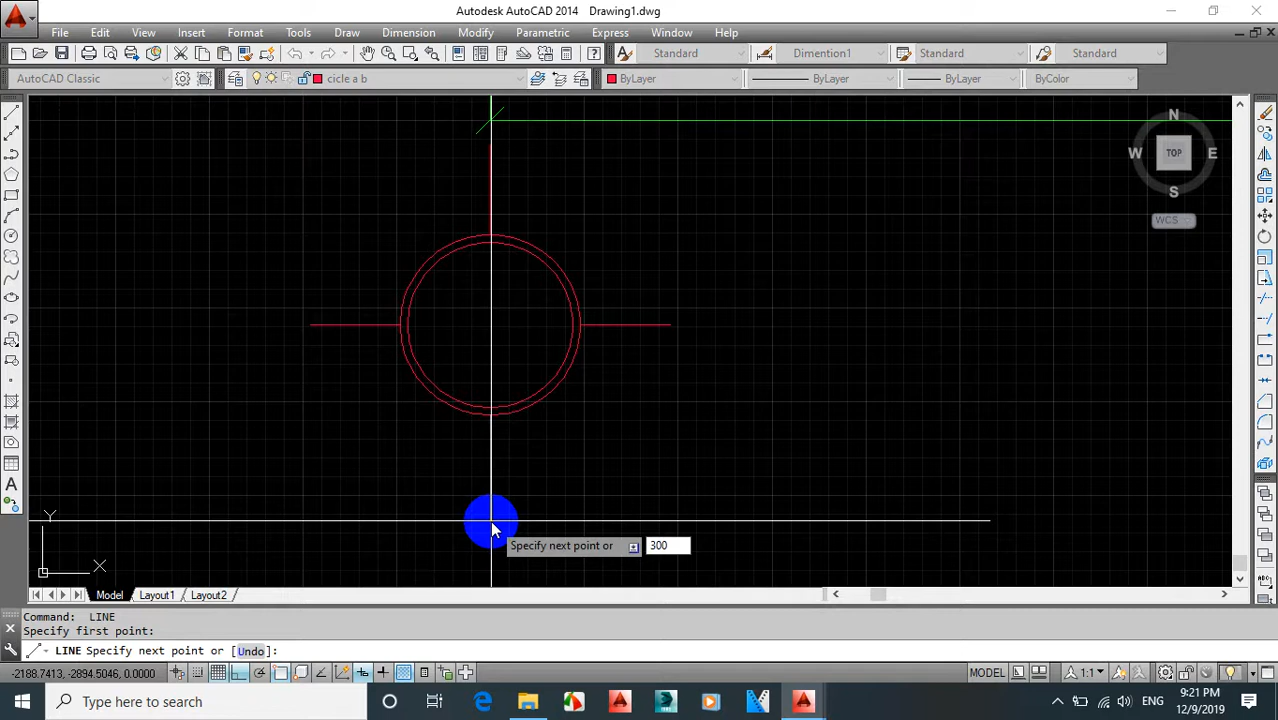 Autodesk AutoCAD 2014 Drawing1.dwg
File Edit View Insert Format Tools Draw Dimension Modify Parametric Express Window Help
Standard Dimention1 Standard Standard
AutoCAD Classic cicle a b ByLayer ByLayer ByLayer ByColor
N
W TOP E
S
WCS
Y
X
Specify next point or 300
Model Layout1 Layout2
Command: LINE
Specify first point:
LINE Specify next point or [Undo]:
-2188.7413, -2894.5046, 0.0000 MODEL 1:1
Type here to search ENG 9:21 PM
12/9/2019